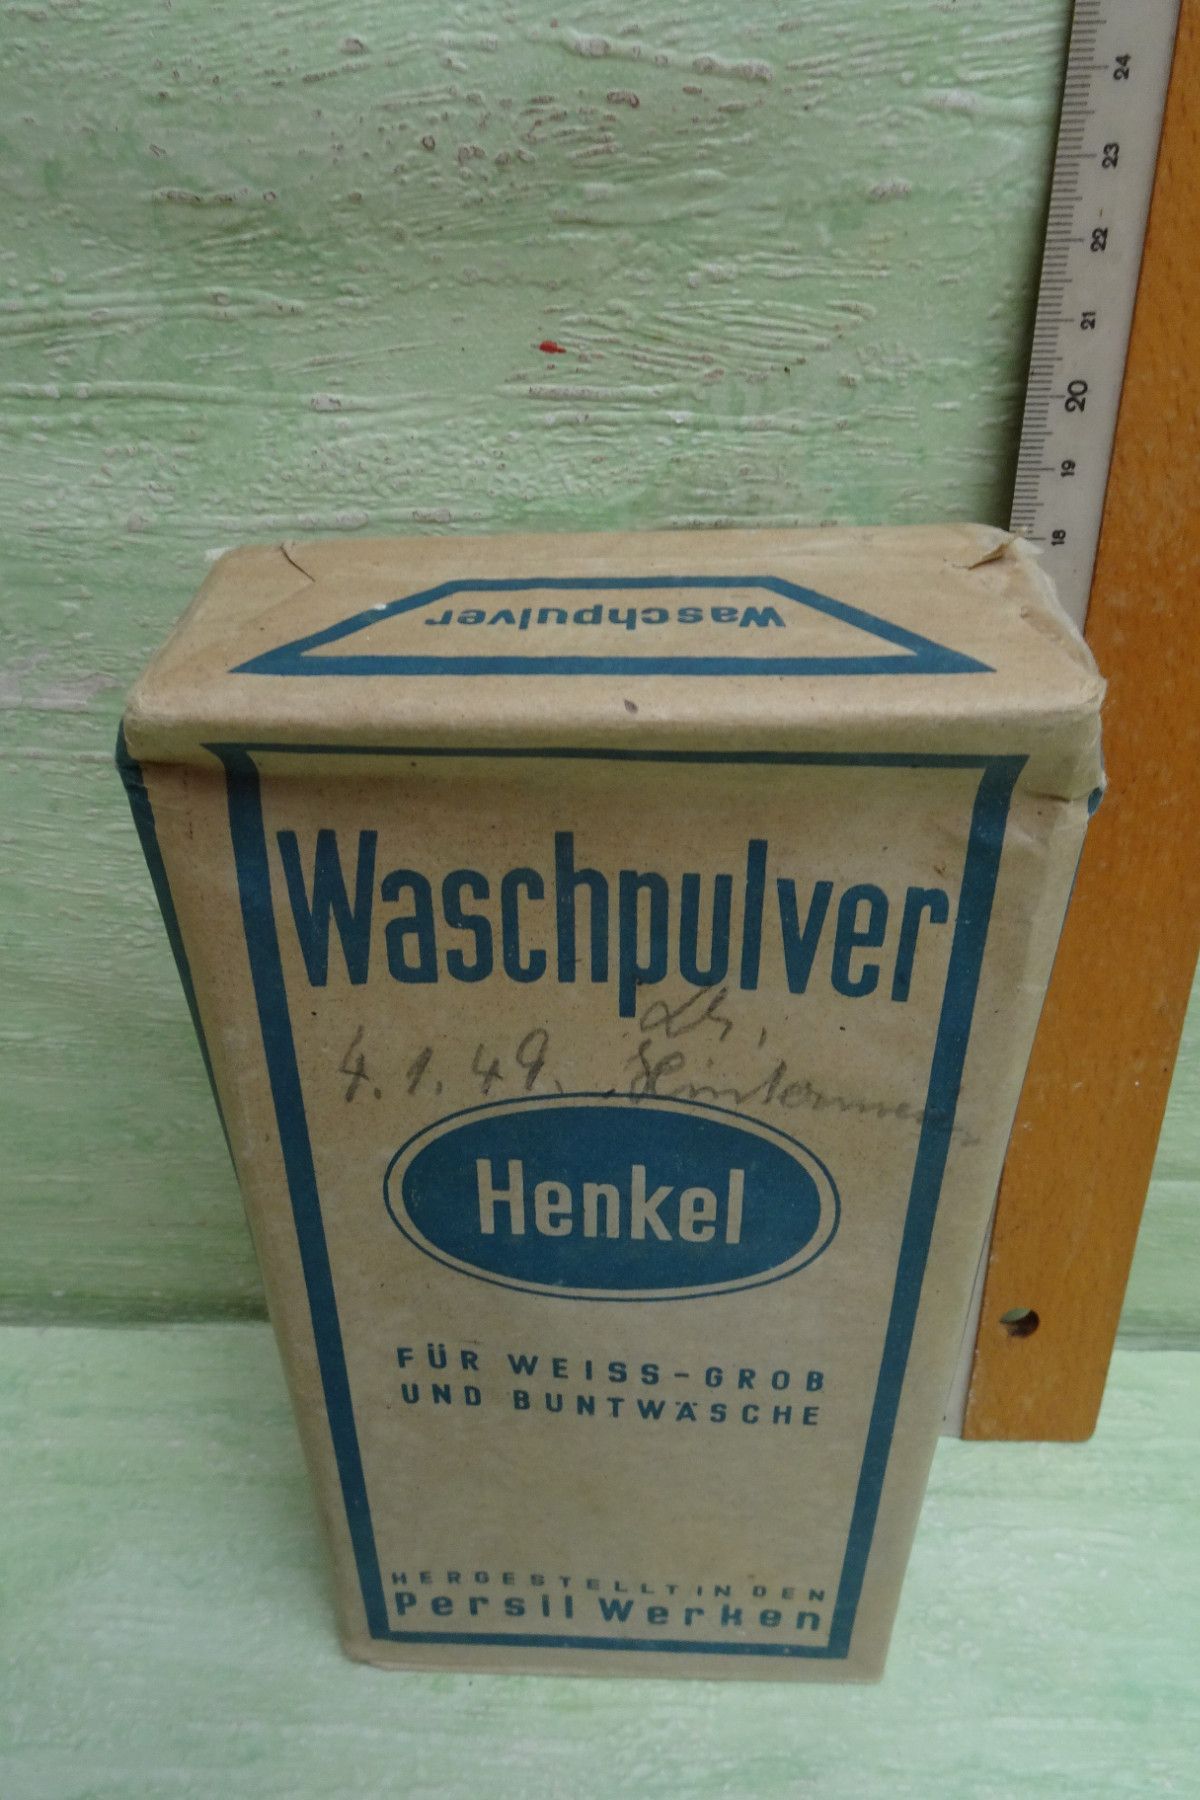 24
23
22
21
20
19
18
Waschpulver
Waschpulver
4.1.49.
Henkel
FÜR WEISS-GROB
UND BUNTWÄSCHE
HERGESTELLT IN DEN
Persil Werken